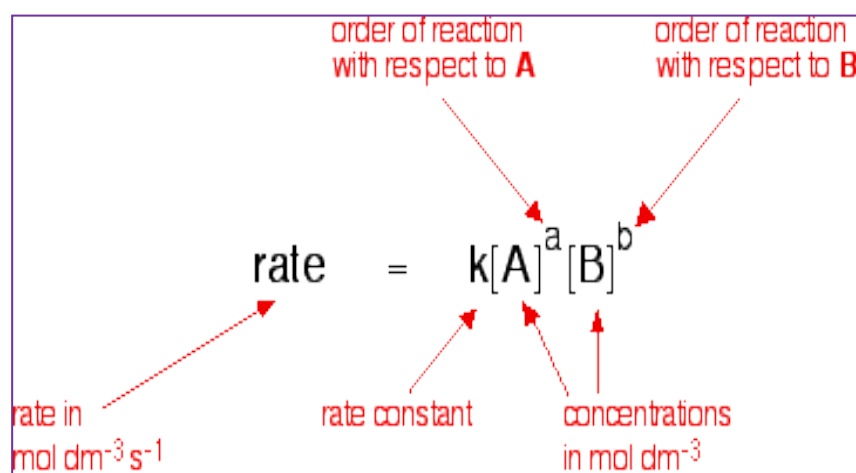 order of reaction
with respect to A
order of reaction
with respect to B
rate = k[A]ᵃ[B]ᵇ
rate in
mol dm⁻³ s⁻¹
rate constant
concentrations
in mol dm⁻³